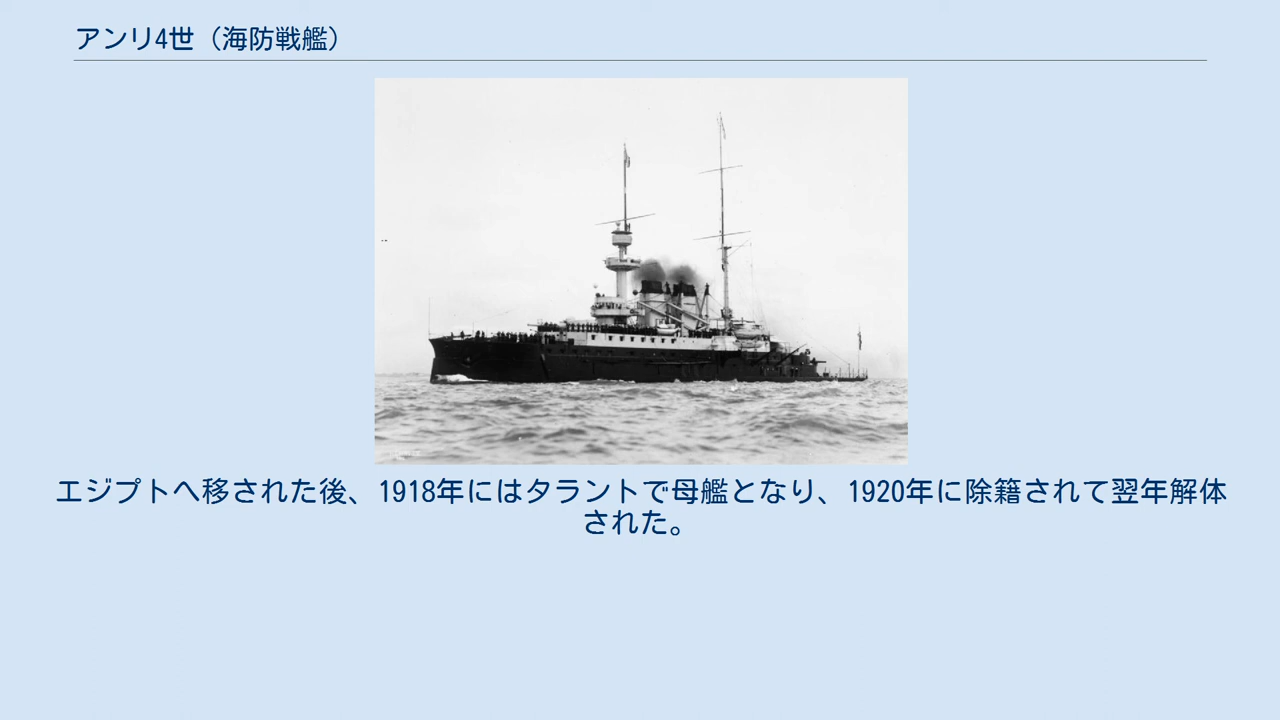 アンリ4世（海防戦艦）
エジプトへ移された後、1918年にはタラントで母艦となり、1920年に除籍されて翌年解体
された。